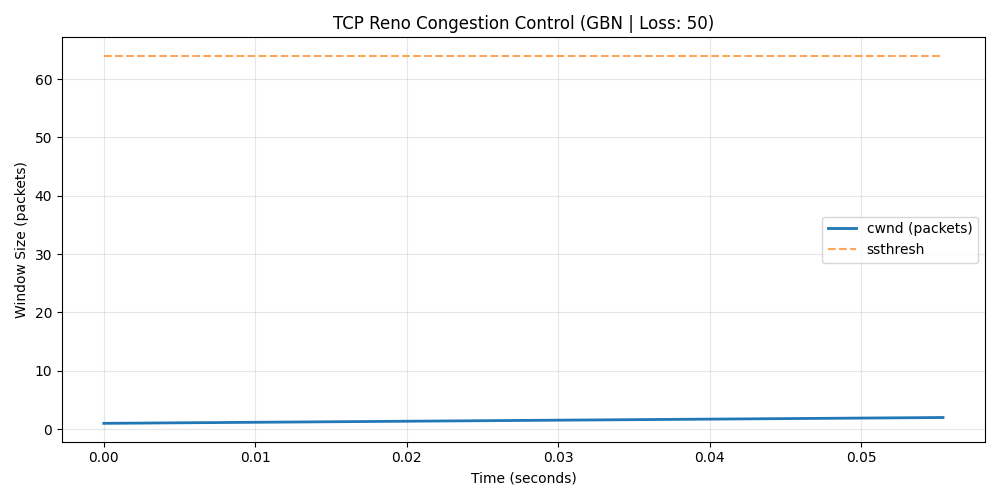 TCP Reno Congestion Control (GBN | Loss: 50)
Window Size (packets)
60
50
40
30
20
10
0
cwnd (packets)
ssthresh
0.00 0.01 0.02 0.03 0.04 0.05
Time (seconds)